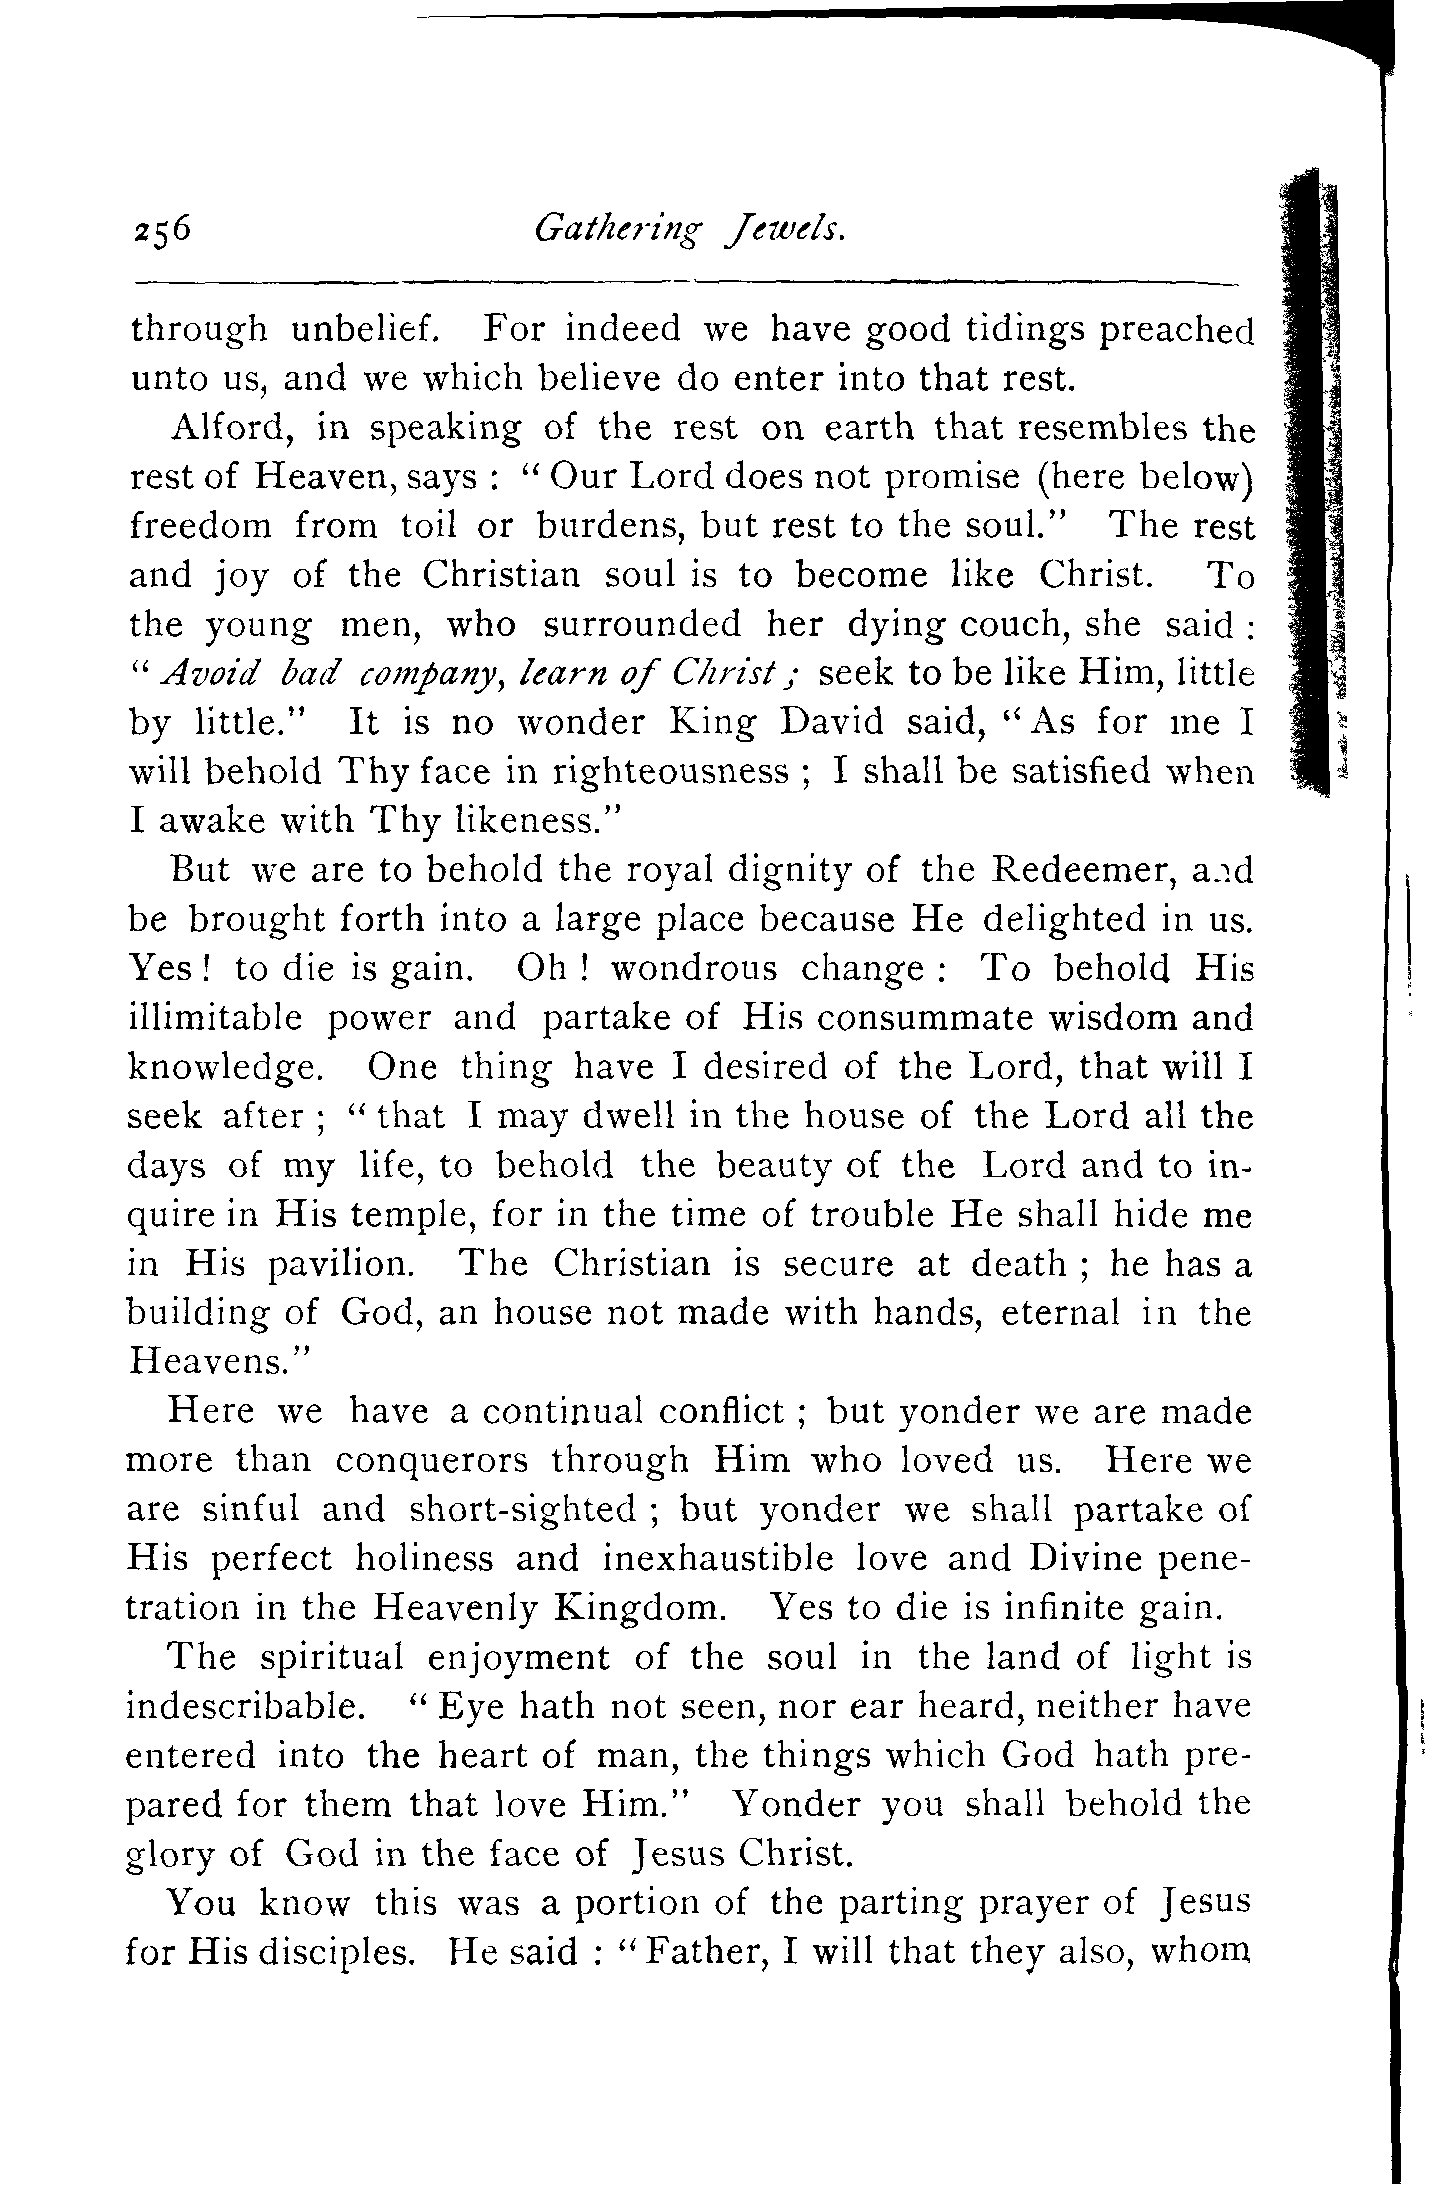 256 Gathering Jewels.
through unbelief. For indeed we have good tidings preached
unto us, and we which believe do enter into that rest.
Alford, in speaking of the rest on earth that resembles the
rest of Heaven, says : “ Our Lord does not promise (here below)
freedom from toil or burdens, but rest to the soul.” The rest
and joy of the Christian soul is to become like Christ. To
the young men, who surrounded her dying couch, she said :
“ Avoid bad company, learn of Christ ; seek to be like Him, little
by little.” It is no wonder King David said, “ As for me I
will behold Thy face in righteousness ; I shall be satisfied when
I awake with Thy likeness.”
But we are to behold the royal dignity of the Redeemer, and
be brought forth into a large place because He delighted in us.
Yes ! to die is gain. Oh ! wondrous change : To behold His
illimitable power and partake of His consummate wisdom and
knowledge. One thing have I desired of the Lord, that will I
seek after ; “ that I may dwell in the house of the Lord all the
days of my life, to behold the beauty of the Lord and to in-
quire in His temple, for in the time of trouble He shall hide me
in His pavilion. The Christian is secure at death ; he has a
building of God, an house not made with hands, eternal in the
Heavens.”
Here we have a continual conflict ; but yonder we are made
more than conquerors through Him who loved us. Here we
are sinful and short-sighted ; but yonder we shall partake of
His perfect holiness and inexhaustible love and Divine pene-
tration in the Heavenly Kingdom. Yes to die is infinite gain.
The spiritual enjoyment of the soul in the land of light is
indescribable. “ Eye hath not seen, nor ear heard, neither have
entered into the heart of man, the things which God hath pre-
pared for them that love Him.” Yonder you shall behold the
glory of God in the face of Jesus Christ.
You know this was a portion of the parting prayer of Jesus
for His disciples. He said : “ Father, I will that they also, whom